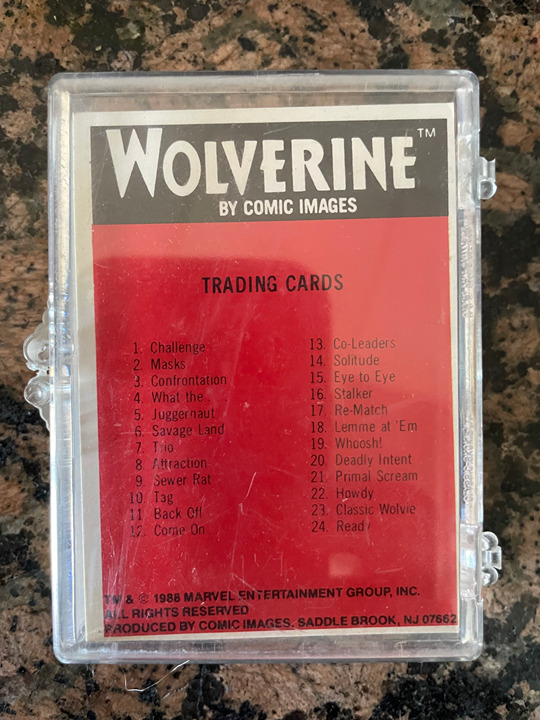 WOLVERINE™
BY COMIC IMAGES
TRADING CARDS
1. Challenge
2. Masks
3. Confrontation
4. What the
5. Juggernaut
6. Savage Land
7. Trio
8. Attraction
9. Sewer Rat
10. Tag
11. Back Off
12. Come On
13. Co-Leaders
14. Solitude
15. Eye to Eye
16. Stalker
17. Re-Match
18. Lemme at 'Em
19. Whoosh!
20. Deadly Intent
21. Primal Scream
22. Howdy
23. Classic Wolvie
24. Ready
TM & © 1988 MARVEL ENTERTAINMENT GROUP, INC.
ALL RIGHTS RESERVED
PRODUCED BY COMIC IMAGES. SADDLE BROOK, NJ 07662